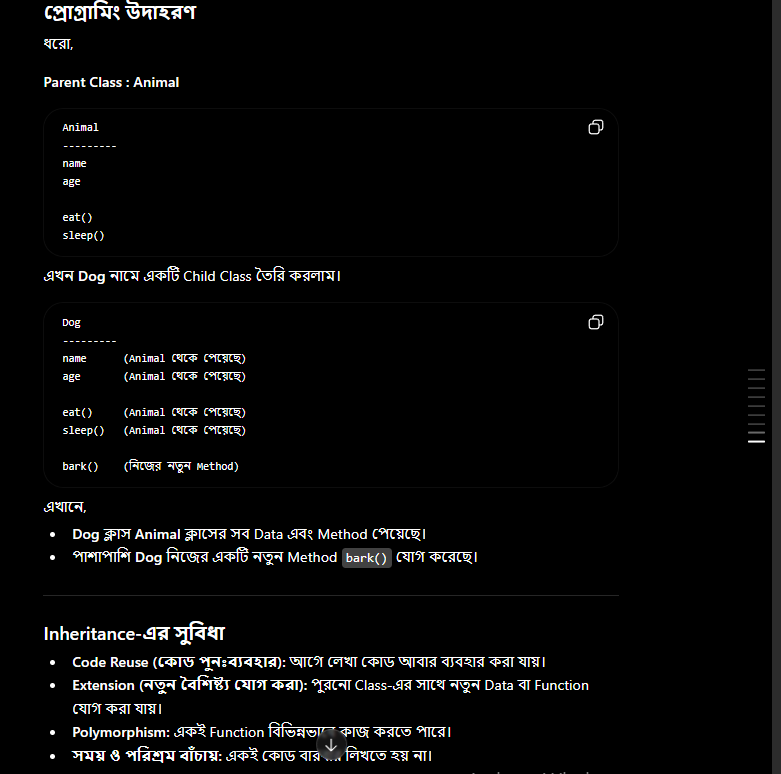 প্রোগ্রামিং উদাহরণ
ধরো,
Parent Class : Animal
Animal
---------
name
age
eat()
sleep()
এখন Dog নামে একটি Child Class তৈরি করলাম।
Dog
---------
name (Animal থেকে পেয়েছে)
age (Animal থেকে পেয়েছে)
eat() (Animal থেকে পেয়েছে)
sleep() (Animal থেকে পেয়েছে)
bark() (নিজের নতুন Method)
এখানে,
• Dog ক্লাস Animal ক্লাসের সব Data এবং Method পেয়েছে।
• পাশাপাশি Dog নিজের একটি নতুন Method bark() যোগ করেছে।
Inheritance-এর সুবিধা
• Code Reuse (কোড পুনঃব্যবহার): আগে লেখা কোড আবার ব্যবহার করা যায়।
• Extension (নতুন বৈশিষ্ট্য যোগ করা): পুরনো Class-এর সাথে নতুন Data বা Function
যোগ করা যায়।
• Polymorphism: একই Function বিভিন্নভাবে কাজ করতে পারে।
• সময় ও পরিশ্রম বাঁচায়: একই কোড লিখতে হয় না।